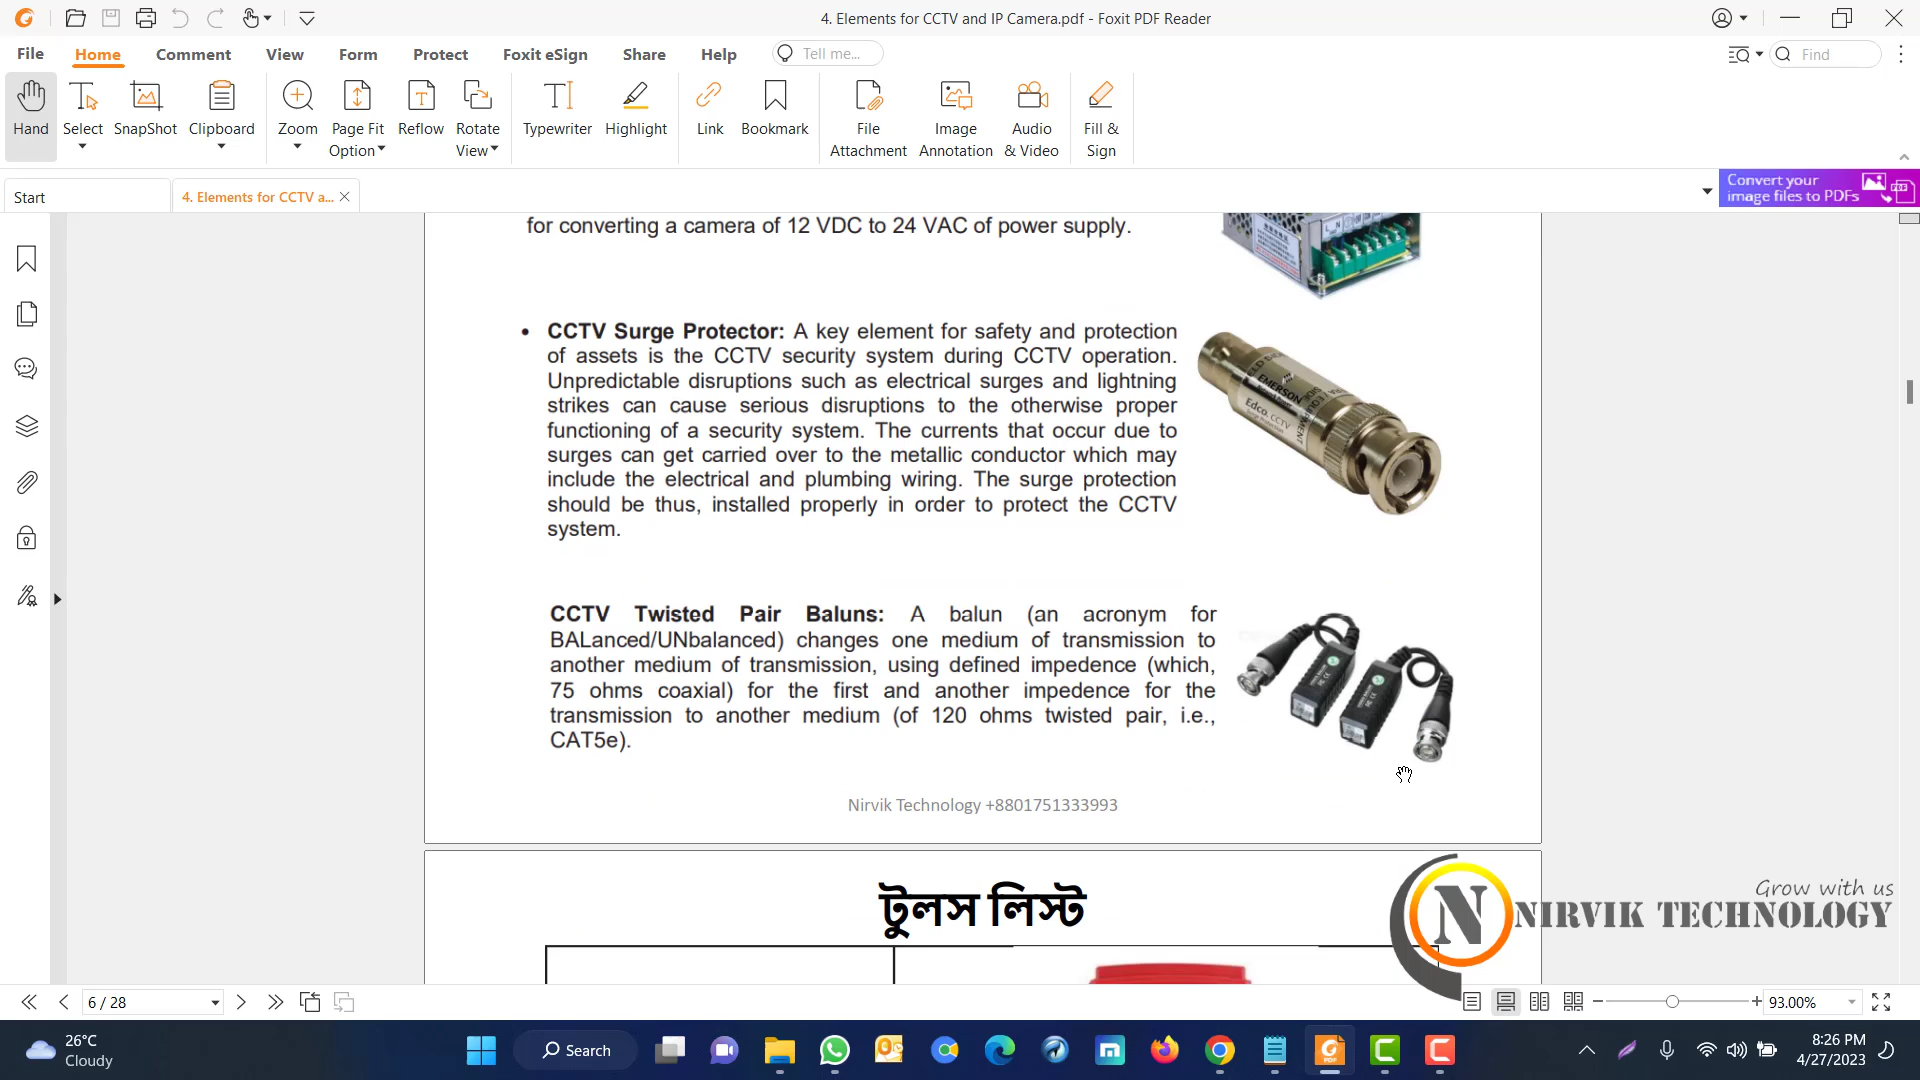 4. Elements for CCTV and IP Camera.pdf - Foxit PDF Reader
File Home Comment View Form Protect Foxit eSign Share Help Tell me... Find
Hand Select SnapShot Clipboard Zoom Page Fit Option Reflow Rotate View Typewriter Highlight Link Bookmark File Attachment Image Annotation Audio & Video Fill & Sign
Start 4. Elements for CCTV a...
Convert your
image files to PDFs
for converting a camera of 12 VDC to 24 VAC of power supply.
• CCTV Surge Protector: A key element for safety and protection
of assets is the CCTV security system during CCTV operation.
Unpredictable disruptions such as electrical surges and lightning
strikes can cause serious disruptions to the otherwise proper
functioning of a security system. The currents that occur due to
surges can get carried over to the metallic conductor which may
include the electrical and plumbing wiring. The surge protection
should be thus, installed properly in order to protect the CCTV
system.
EMERSON
Edco. CCTV
CCTV Twisted Pair Baluns: A balun (an acronym for
BALanced/UNbalanced) changes one medium of transmission to
another medium of transmission, using defined impedence (which,
75 ohms coaxial) for the first and another impedence for the
transmission to another medium (of 120 ohms twisted pair, i.e.,
CAT5e).
Nirvik Technology +8801751333993
টুলস লিস্ট
Grow with us
N NIRVIK TECHNOLOGY
6 / 28
93.00%
26°C
Cloudy
Search
8:26 PM
4/27/2023